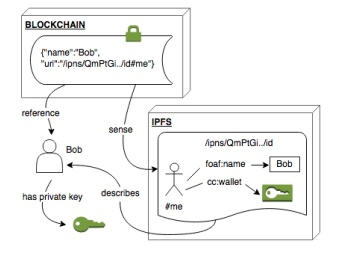 BLOCKCHAIN
{"name":"Bob",
"uri":"/ipns/QmPtGi../id#me"}
reference
sense
IPFS
/ipns/QmPtGi../id
foaf:name
Bob
cc:wallet
#me
Bob
has private key
describes